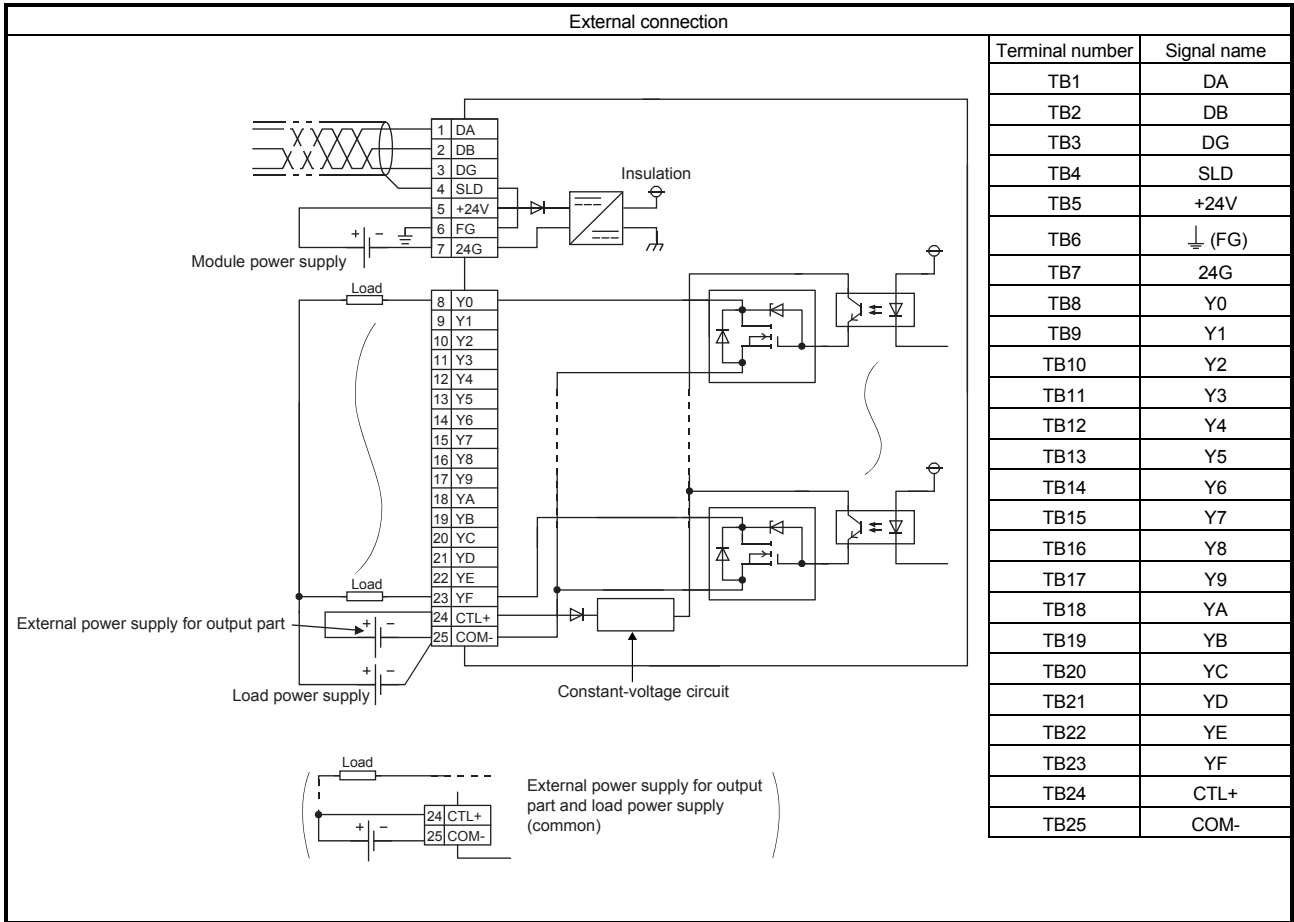 External connection
Terminal number Signal name
TB1 DA
TB2 DB
TB3 DG
TB4 SLD
TB5 +24V
TB6 ⏚ (FG)
TB7 24G
TB8 Y0
TB9 Y1
TB10 Y2
TB11 Y3
TB12 Y4
TB13 Y5
TB14 Y6
TB15 Y7
TB16 Y8
TB17 Y9
TB18 YA
TB19 YB
TB20 YC
TB21 YD
TB22 YE
TB23 YF
TB24 CTL+
TB25 COM-
1 DA
2 DB
3 DG
4 SLD
5 +24V
6 FG
7 24G
Insulation
+ −
Module power supply
Load
8 Y0
9 Y1
10 Y2
11 Y3
12 Y4
13 Y5
14 Y6
15 Y7
16 Y8
17 Y9
18 YA
19 YB
20 YC
21 YD
22 YE
Load
23 YF
24 CTL+
25 COM-
External power supply for output part
+ −
+ −
Load power supply
Constant-voltage circuit
Load
24 CTL+
25 COM-
+ −
External power supply for output
part and load power supply
(common)